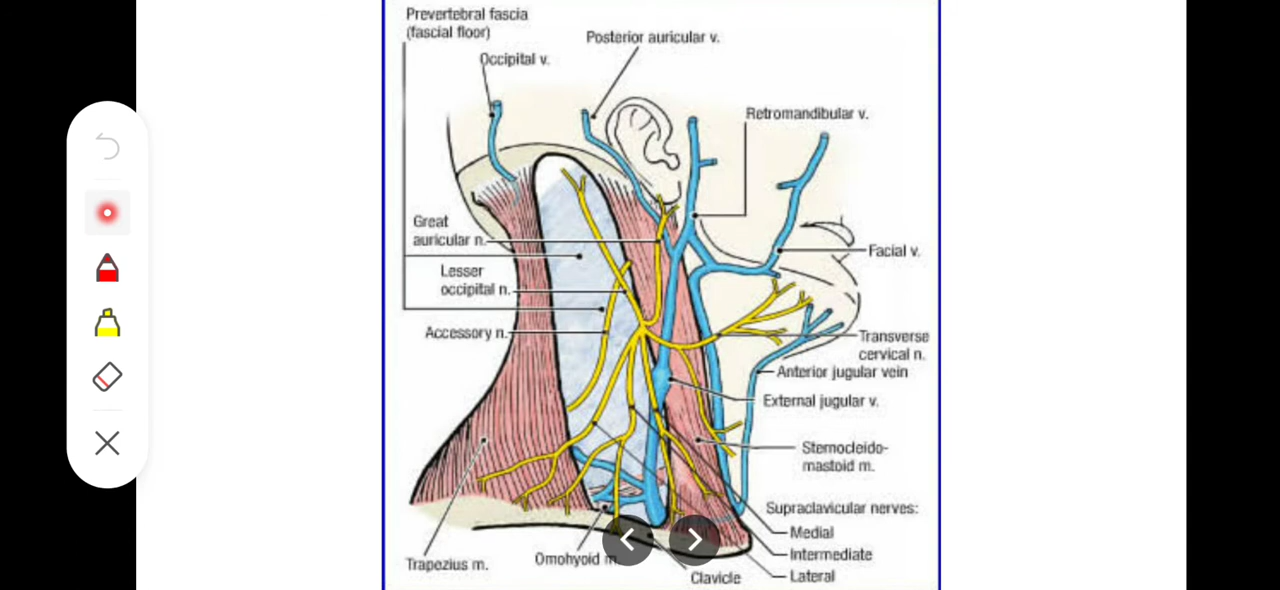 Prevertebral fascia
(fascial floor)
Posterior auricular v.
Occipital v.
Retromandibular v.
Great
auricular n.
Facial v.
Lesser
occipital n.
Accessory n.
Transverse
cervical n.
Anterior jugular vein
External jugular v.
Sternocleido-
mastoid m.
Supraclavicular nerves:
Medial
Intermediate
Lateral
Trapezius m.
Omohyoid m
Clavicle